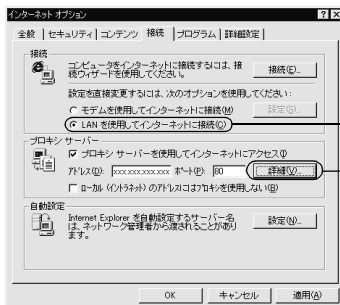 インターネット オプション
全般 セキュリティ コンテンツ 接続 プログラム 詳細設定
接続
コンピュータをインターネットに接続するには、接
続ウィザードを使用してください。
接続(E)...
設定を直接変更するには、次のオプションを使用してください:
モデムを使用してインターネットに接続(M)
設定(S)...
LAN を使用してインターネットに接続(C)
プロキシ サーバー
プロキシ サーバーを使用してインターネットにアクセス(I)
アドレス(D): xxx.xxx.xxx.xxx ポート(P): 80
詳細(V)...
ローカル (イントラネット) のアドレスにはプロキシを使用しない(B)
自動設定
Internet Explorer を自動設定するサーバー名
は、ネットワーク管理者から渡されることがあり
ます。
設定(N)...
OK キャンセル 適用(A)